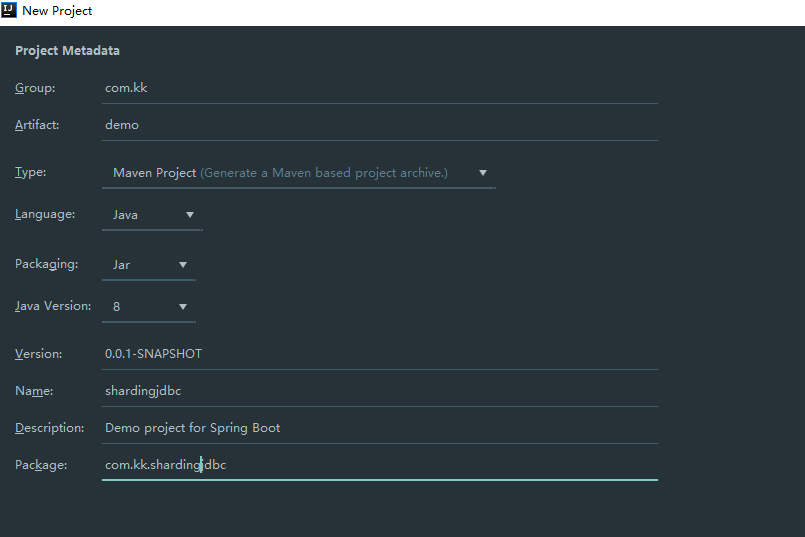 New Project
Project Metadata
Group: com.kk
Artifact: demo
Type: Maven Project (Generate a Maven based project archive.)
Language: Java
Packaging: Jar
Java Version: 8
Version: 0.0.1-SNAPSHOT
Name: shardingjdbc
Description: Demo project for Spring Boot
Package: com.kk.shardingjdbc